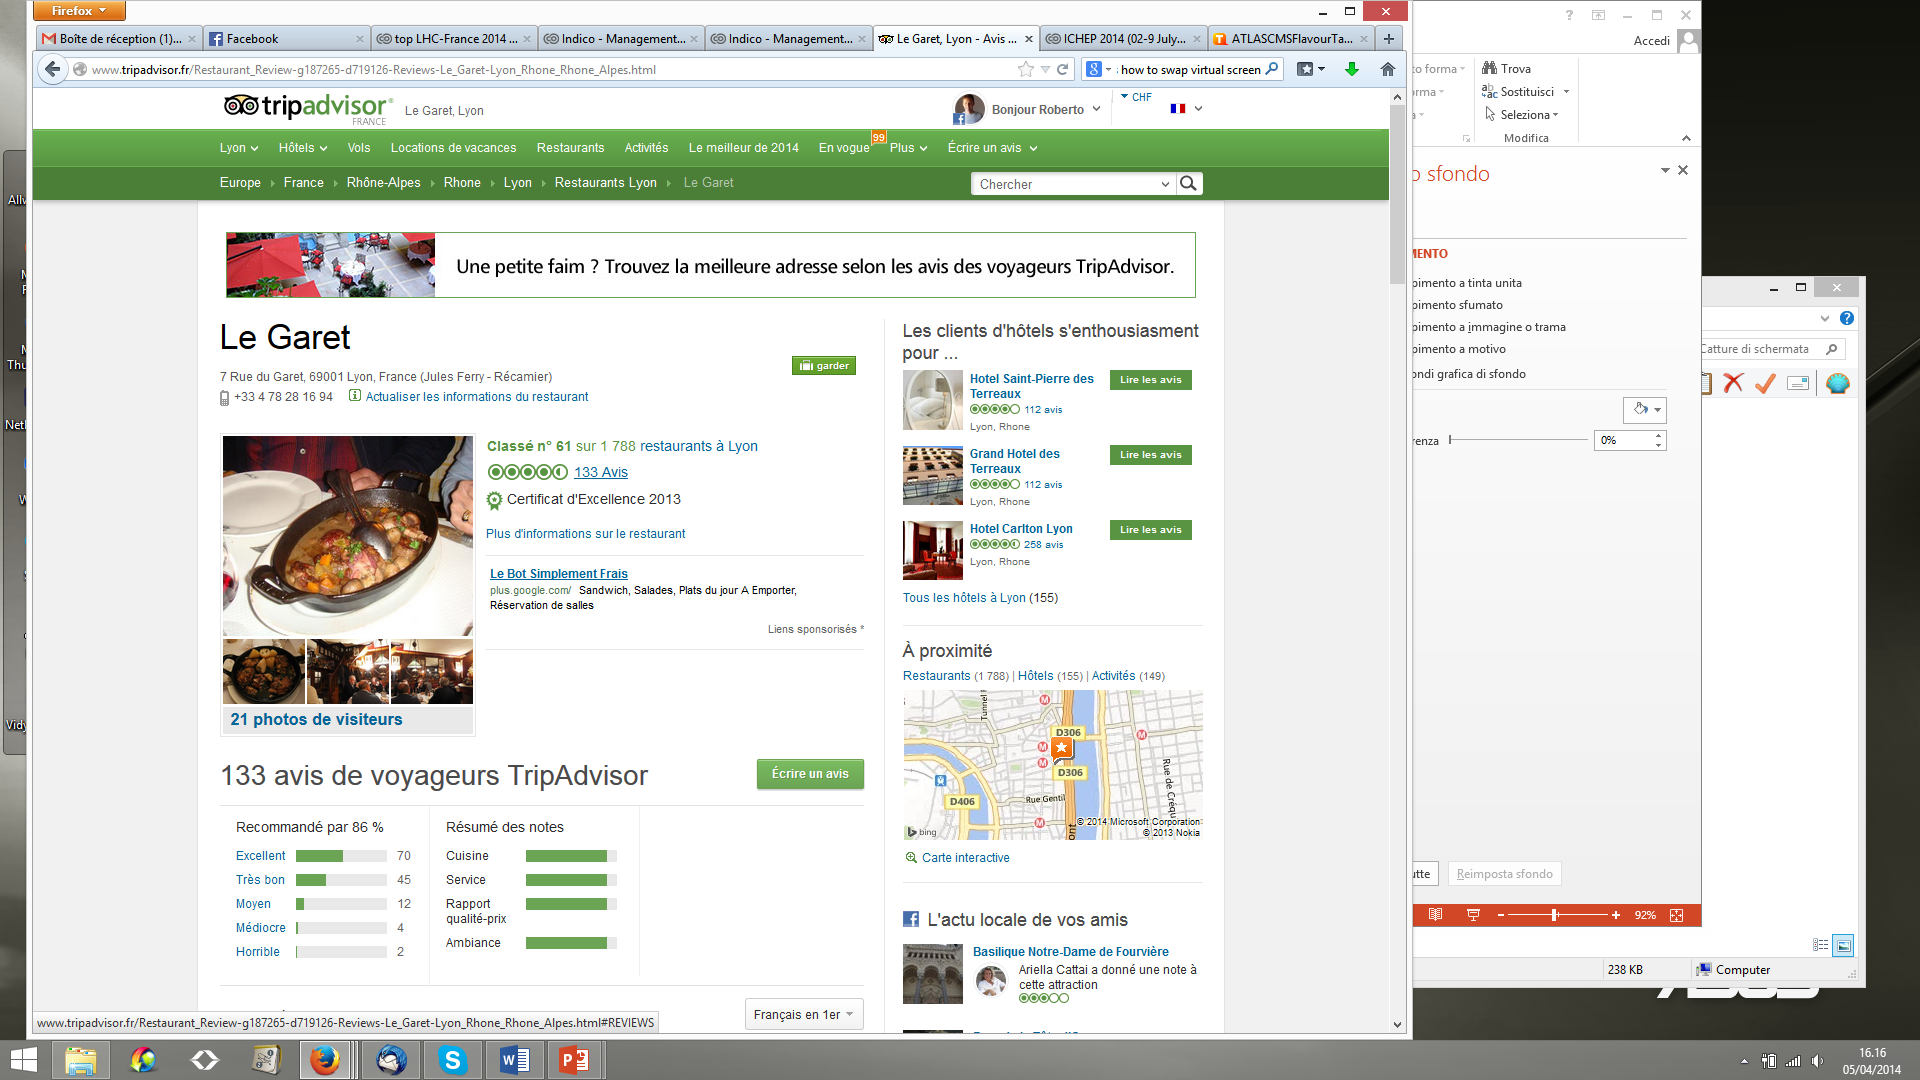 Firefox
Boîte de réception (1)...
Facebook
top LHC-France 2014 ...
Indico - Management...
Indico - Management...
Le Garet, Lyon - Avis ...
ICHEP 2014 (02-9 July...
ATLASCMSFlavourTa...
www.tripadvisor.fr/Restaurant_Review-g187265-d719126-Reviews-Le_Garet-Lyon_Rhone_Rhone_Alpes.html
how to swap virtual screen
tripadvisor®
FRANCE
Le Garet, Lyon
Bonjour Roberto
CHF
Lyon
Hôtels
Vols
Locations de vacances
Restaurants
Activités
Le meilleur de 2014
En vogue
99
Plus
Écrire un avis
Europe
France
Rhône-Alpes
Rhone
Lyon
Restaurants Lyon
Le Garet
Chercher
Une petite faim ? Trouvez la meilleure adresse selon les avis des voyageurs TripAdvisor.
Le Garet
garder
7 Rue du Garet, 69001 Lyon, France (Jules Ferry - Récamier)
+33 4 78 28 16 94
Actualiser les informations du restaurant
Classé n° 61 sur 1 788 restaurants à Lyon
133 Avis
Certificat d'Excellence 2013
Plus d'informations sur le restaurant
Le Bot Simplement Frais
plus.google.com/ Sandwich, Salades, Plats du jour A Emporter,
Réservation de salles
Liens sponsorisés *
21 photos de visiteurs
133 avis de voyageurs TripAdvisor
Écrire un avis
Recommandé par 86 %
Excellent 70
Très bon 45
Moyen 12
Médiocre 4
Horrible 2
Résumé des notes
Cuisine
Service
Rapport
qualité-prix
Ambiance
Français en 1er
www.tripadvisor.fr/Restaurant_Review-g187265-d719126-Reviews-Le_Garet-Lyon_Rhone_Rhone_Alpes.html#REVIEWS
Les clients d'hôtels s'enthousiasment
pour ...
Hotel Saint-Pierre des
Terreaux
112 avis
Lyon, Rhone
Lire les avis
Grand Hotel des
Terreaux
112 avis
Lyon, Rhone
Lire les avis
Hotel Carlton Lyon
258 avis
Lyon, Rhone
Lire les avis
Tous les hôtels à Lyon (155)
À proximité
Restaurants (1 788) | Hôtels (155) | Activités (149)
Tunnel
M
D306
M
M
M
D306
D406
Rue Gentil
Rue de Créqui
M
ont
bing
© 2014 Microsoft Corporation
© 2013 Nokia
Carte interactive
L'actu locale de vos amis
Basilique Notre-Dame de Fourvière
Ariella Cattai a donné une note à
cette attraction
Accedi
to forma
Trova
rma
Sostituisci
Seleziona
Modifica
o sfondo
MENTO
pimento a tinta unita
pimento sfumato
pimento a immagine o trama
pimento a motivo
ondi grafica di sfondo
renza
0%
utte
Reimposta sfondo
92%
Catture di schermata
238 KB
Computer
16.16
05/04/2014